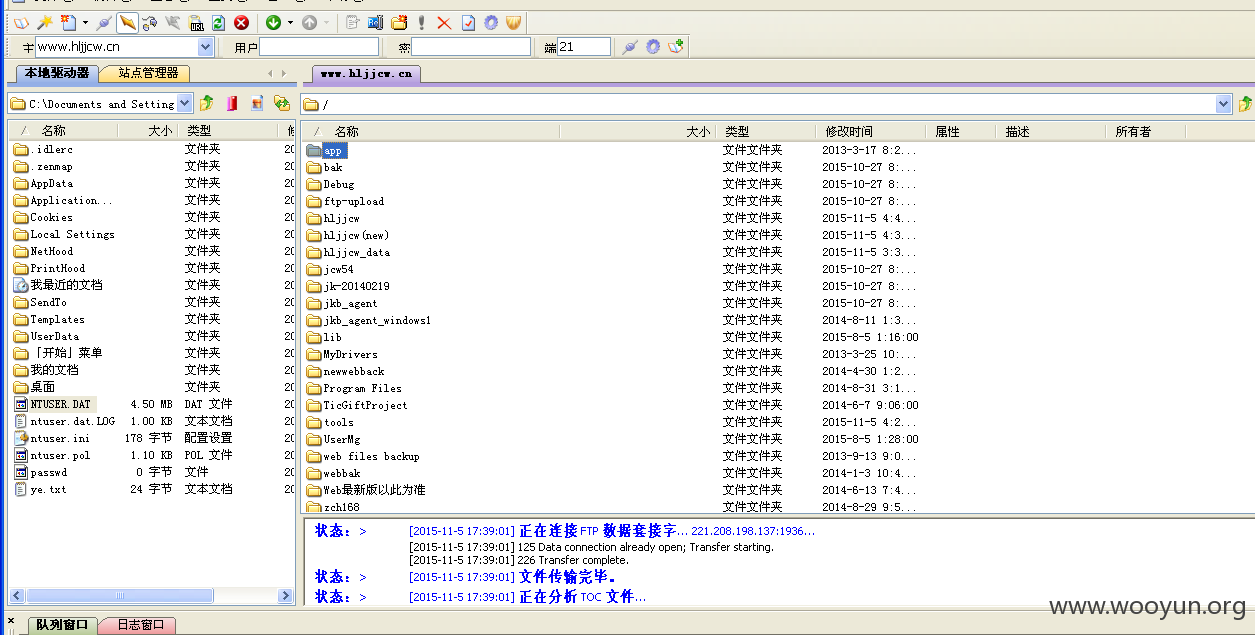 URL
主 www.hljjcw.cn 用户 密 端 21
本地驱动器 站点管理器 www.hljjcw.cn
C:\Documents and Setting /
名称 大小 类型 修
.idlerc 文件夹 20
.zenmap 文件夹 20
AppData 文件夹 20
Application... 文件夹 20
Cookies 文件夹 20
Local Settings 文件夹 20
NetHood 文件夹 20
PrintHood 文件夹 20
我最近的文档 文件夹 20
SendTo 文件夹 20
Templates 文件夹 20
UserData 文件夹 20
「开始」菜单 文件夹 20
我的文档 文件夹 20
桌面 文件夹 20
NTUSER.DAT 4.50 MB DAT 文件 20
ntuser.dat.LOG 1.00 KB 文本文档 20
ntuser.ini 178 字节 配置设置 20
ntuser.pol 1.10 KB POL 文件 20
passwd 0 字节 文件 20
ye.txt 24 字节 文本文档 20
名称 大小 类型 修改时间 属性 描述 所有者
app 文件文件夹 2013-3-17 8:2...
bak 文件文件夹 2015-10-27 8:...
Debug 文件文件夹 2015-10-27 8:...
ftp-upload 文件文件夹 2015-10-27 8:...
hljjcw 文件文件夹 2015-11-5 4:4...
hljjcw(new) 文件文件夹 2015-11-5 4:3...
hljjcw_data 文件文件夹 2015-11-5 3:3...
jcw54 文件文件夹 2015-10-27 8:...
jk-20140219 文件文件夹 2015-10-27 8:...
jkb_agent 文件文件夹 2015-10-27 8:...
jkb_agent_windows1 文件文件夹 2014-8-11 1:3...
lib 文件文件夹 2015-8-5 1:16:00
MyDrivers 文件文件夹 2013-3-25 10:...
newwebback 文件文件夹 2014-4-30 1:2...
Program Files 文件文件夹 2014-8-31 3:1...
TicGiftProject 文件文件夹 2014-6-7 9:06:00
tools 文件文件夹 2015-11-5 4:2...
UserMg 文件文件夹 2015-8-5 1:28:00
web files backup 文件文件夹 2013-9-13 9:0...
webbak 文件文件夹 2014-1-3 10:4...
Web最新版以此为准 文件文件夹 2014-6-13 7:4...
zch168 文件文件夹 2014-8-29 9:5...
状态：> [2015-11-5 17:39:01] 正在连接 FTP 数据套接字... 221.208.198.137:1936...
[2015-11-5 17:39:01] 125 Data connection already open; Transfer starting.
[2015-11-5 17:39:01] 226 Transfer complete.
状态：> [2015-11-5 17:39:01] 文件传输完毕。
状态：> [2015-11-5 17:39:01] 正在分析 TOC 文件...
www.wooyun.org
队列窗口 日志窗口